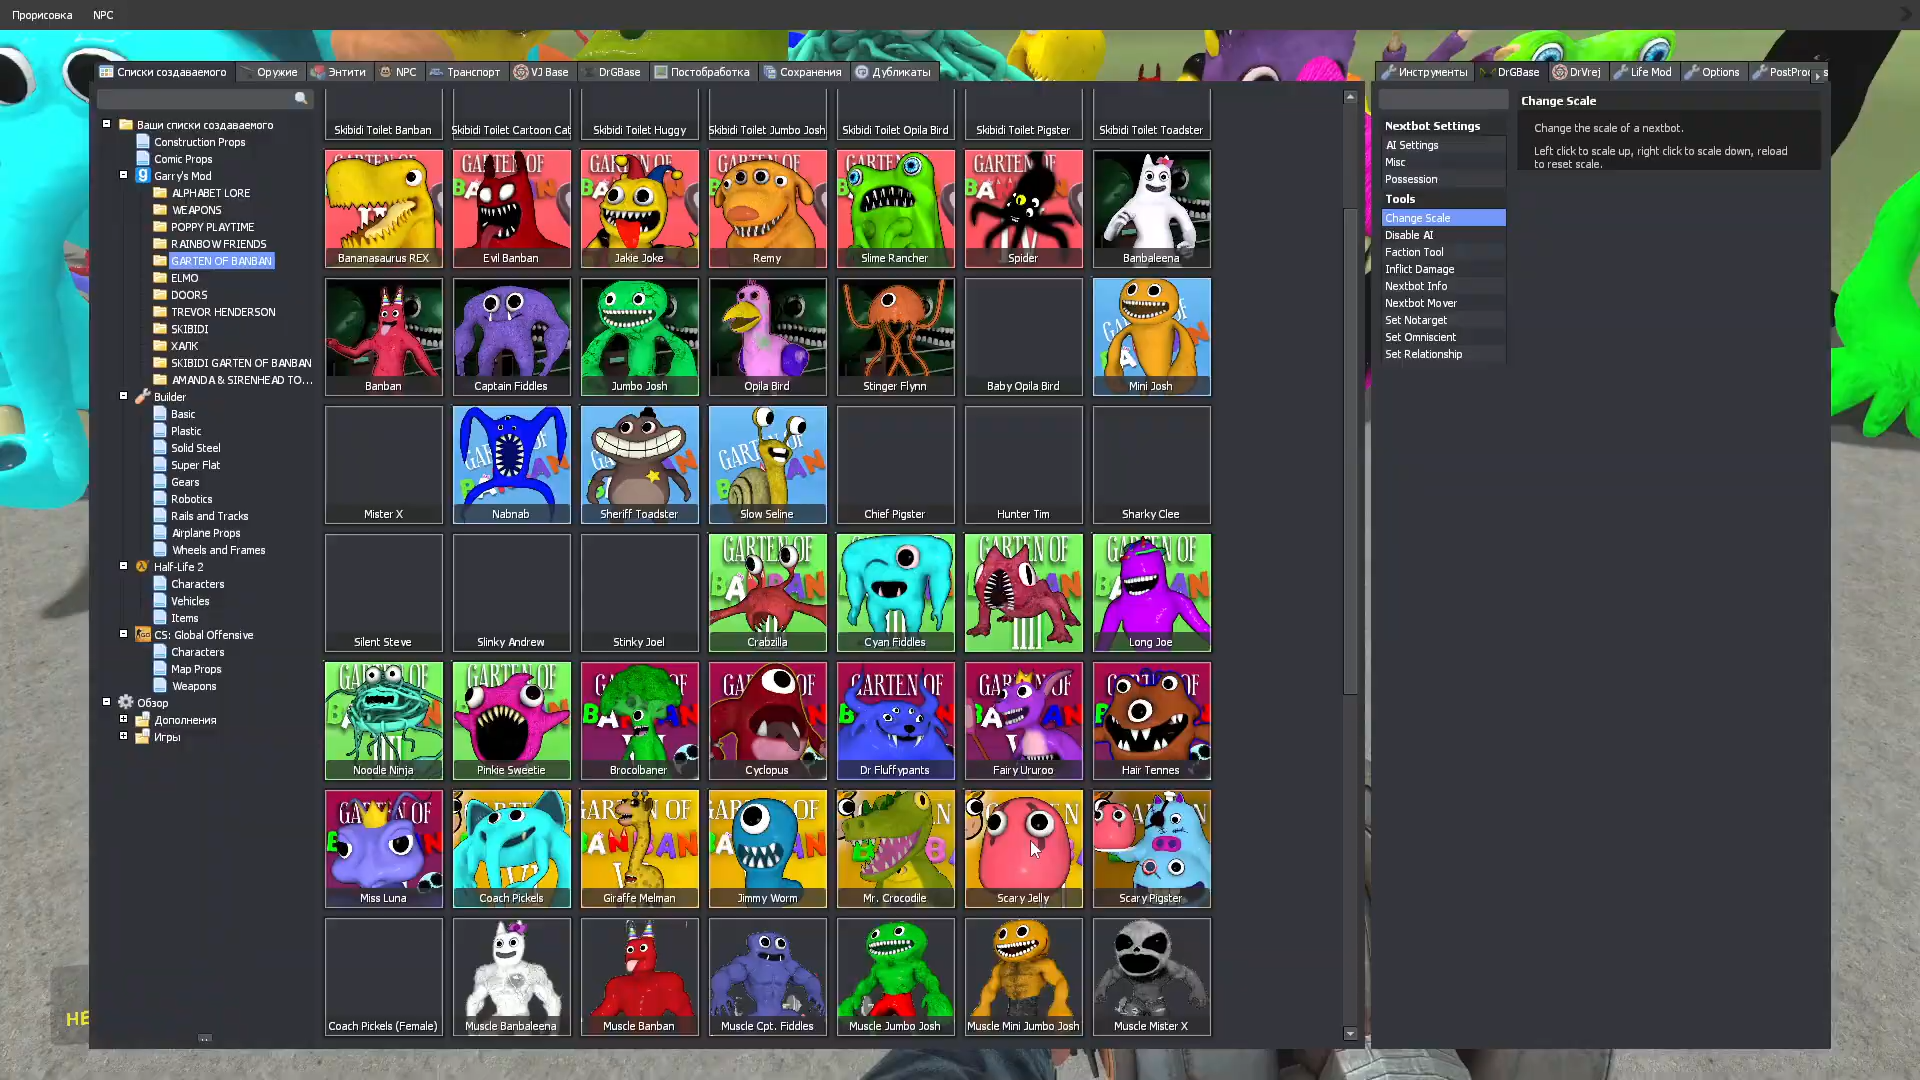 Прорисовка NPC
Списки создаваемого Оружие Энтити NPC Транспорт VJ Base DrGBase Постобработка Сохранения Дубликаты
Инструменты DrGBase DrVrej Life Mod Options
Ваши списки создаваемого
Construction Props
Comic Props
Garry's Mod
ALPHABET LORE
WEAPONS
POPPY PLAYTIME
RAINBOW FRIENDS
GARTEN OF BANBAN
ELMO
DOORS
TREVOR HENDERSON
SKIBIDI
ХАЛК
SKIBIDI GARTEN OF BANBAN
AMANDA & SIRENHEAD TO...
Builder
Basic
Plastic
Solid Steel
Super Flat
Gears
Robotics
Rails and Tracks
Airplane Props
Wheels and Frames
Half-Life 2
Characters
Vehicles
Items
CS: Global Offensive
Characters
Map Props
Weapons
Обзор
Дополнения
Игры
Skibidi Toilet Banban Skibidi Toilet Cartoon Cat Skibidi Toilet Huggy Skibidi Toilet Jumbo Josh Skibidi Toilet Opila Bird Skibidi Toilet Pigster Skibidi Toilet Toadster
Bananasaurus REX Evil Banban Jakie Joke Remy Slime Rancher Spider Banbaleena
Banban Captain Fiddles Jumbo Josh Opila Bird Stinger Flynn Baby Opila Bird Mini Josh
Mister X Nabnab Sheriff Toadster Slow Seline Chief Pigster Hunter Tim Sharky Clee
Silent Steve Slinky Andrew Stinky Joel Crabzilla Cyan Fiddles Long Joe
Noodle Ninja Pinkie Sweetie Brocolbaner Cyclopus Dr Fluffypants Fairy Ururoo Hair Tennes
Miss Luna Coach Pickels Giraffe Melman Jimmy Worm Mr. Crocodile Scary Jelly Scary Pigster
Coach Pickels (Female) Muscle Banbaleena Muscle Banban Muscle Cpt. Fiddles Muscle Jumbo Josh Muscle Mini Jumbo Josh Muscle Mister X
Nextbot Settings
AI Settings
Misc
Possession
Tools
Change Scale
Disable AI
Faction Tool
Inflict Damage
Nextbot Info
Nextbot Mover
Set Notarget
Set Omniscient
Set Relationship
Change Scale
Change the scale of a nextbot.
Left click to scale up, right click to scale down, reload
to reset scale.